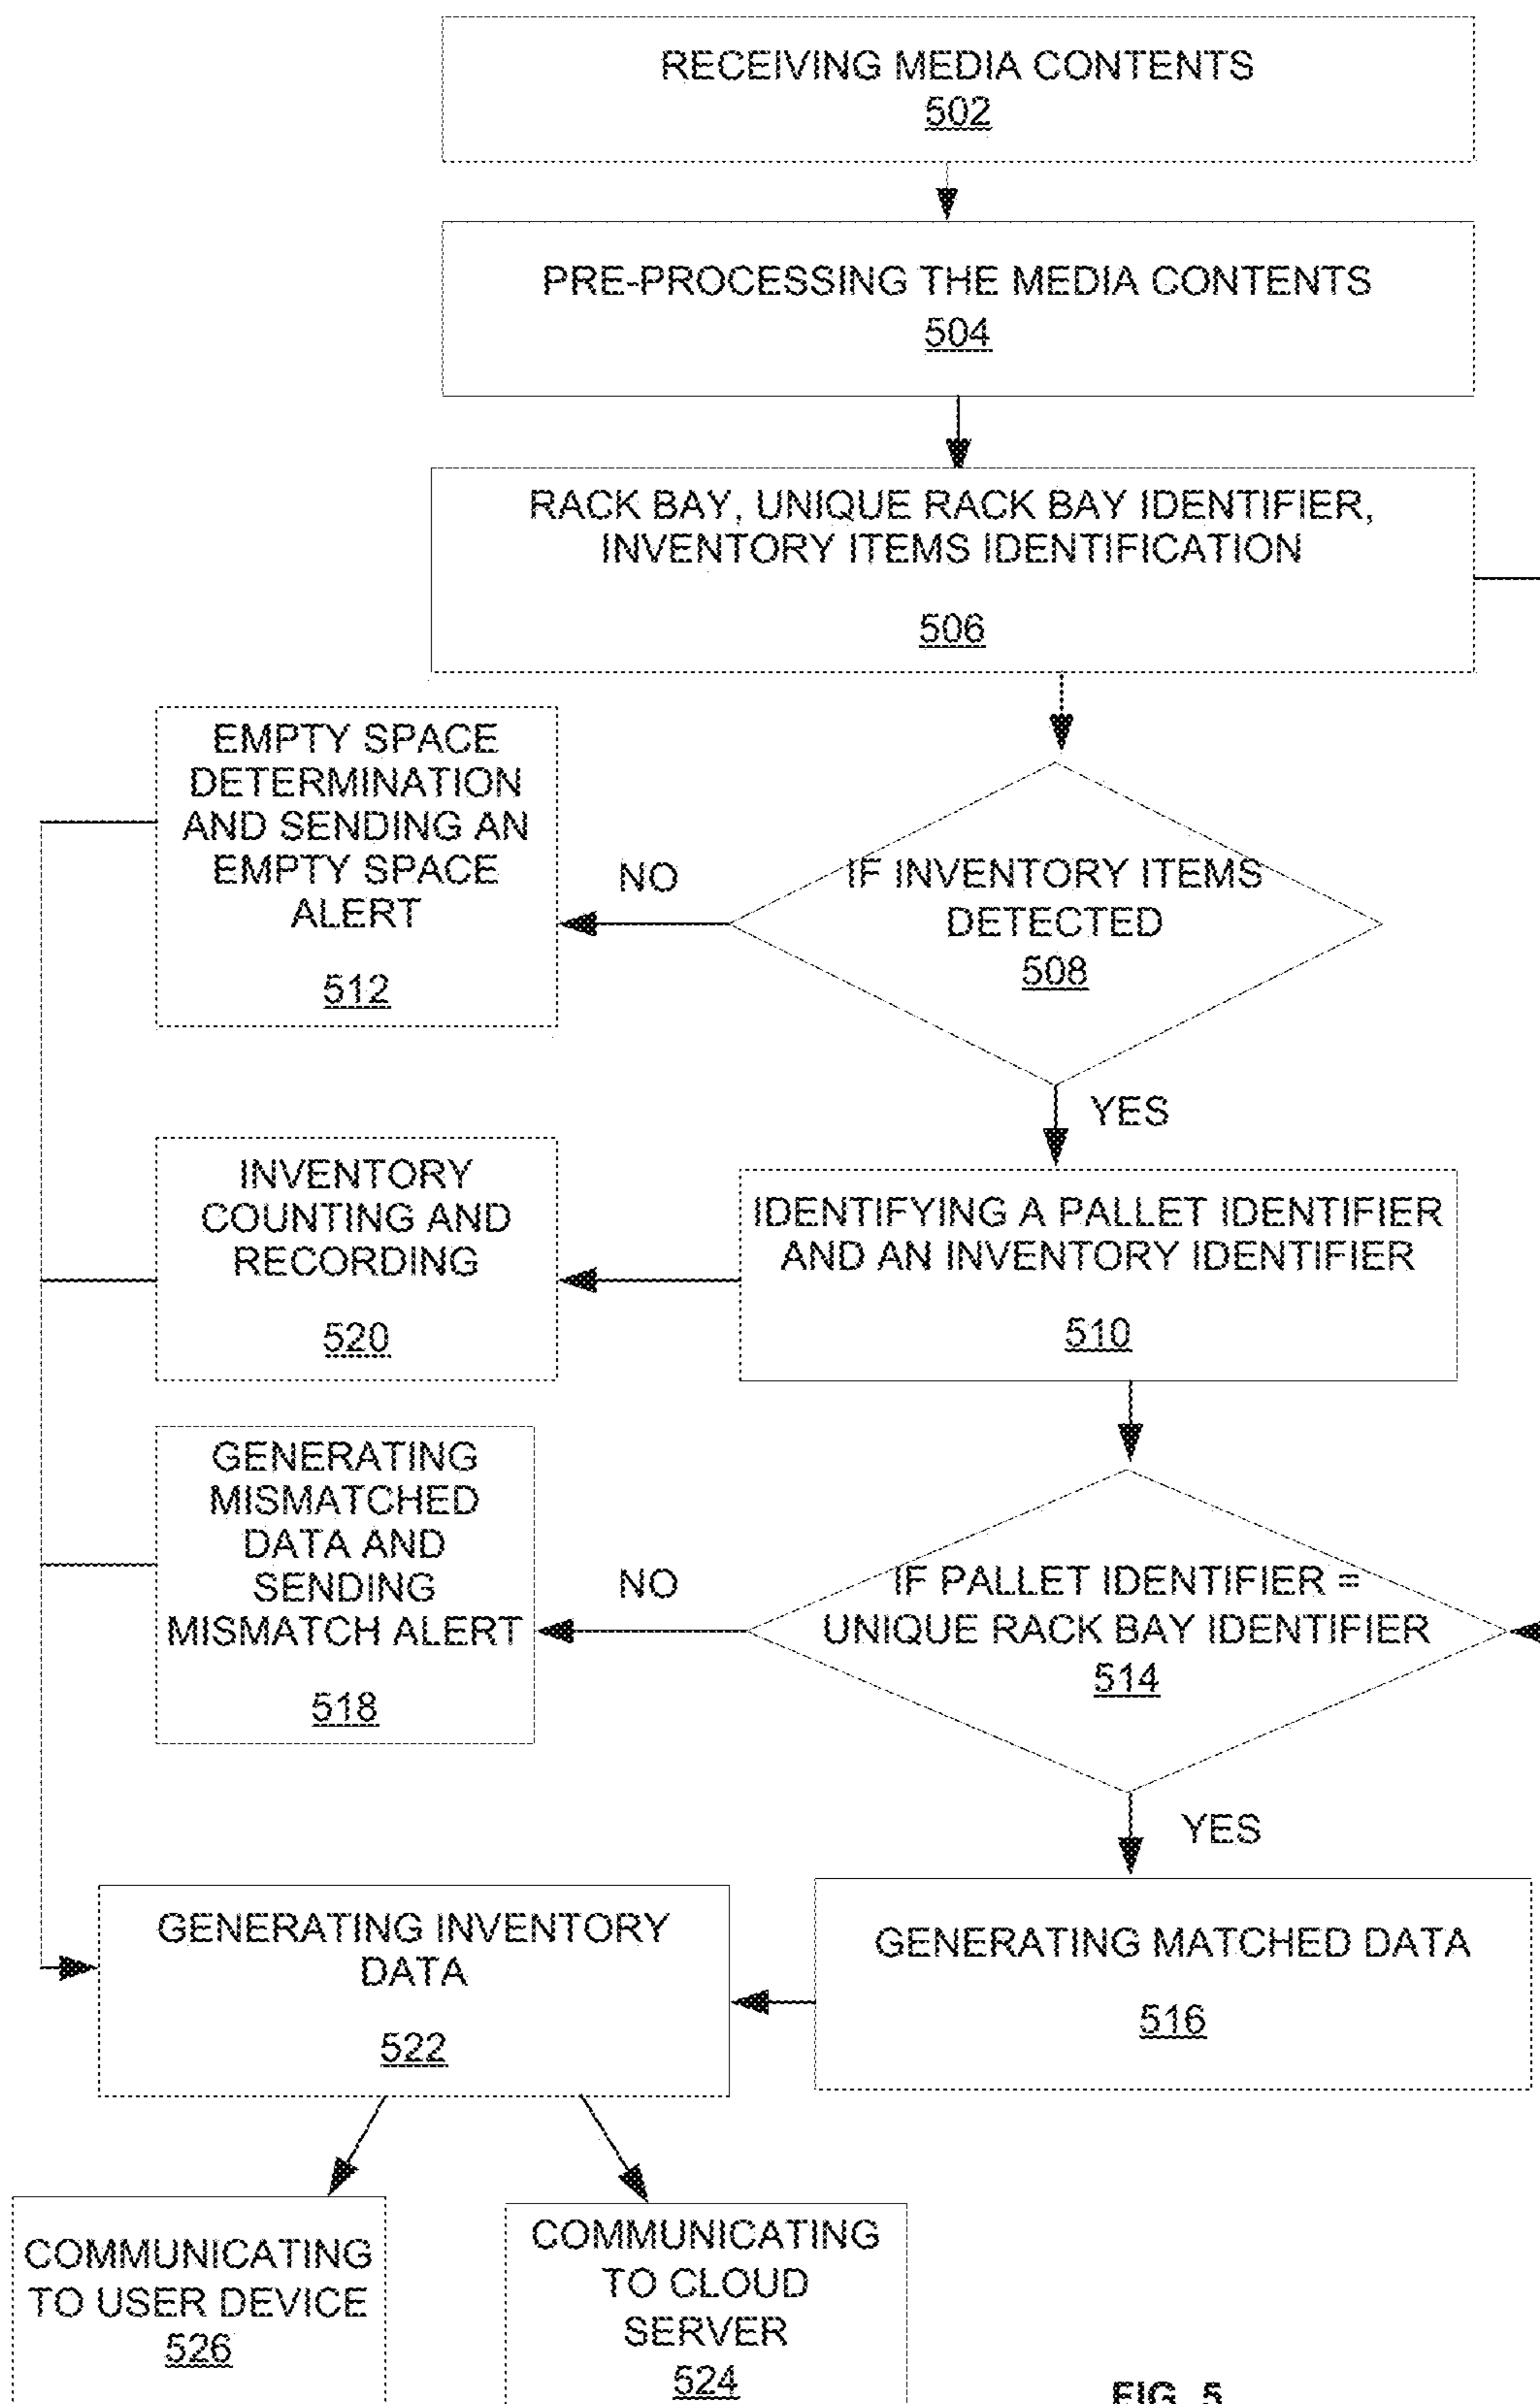 RECEIVING MEDIA CONTENTS
502
PRE-PROCESSING THE MEDIA CONTENTS
504
RACK BAY, UNIQUE RACK BAY IDENTIFIER,
INVENTORY ITEMS IDENTIFICATION
506
EMPTY SPACE
DETERMINATION
AND SENDING AN
EMPTY SPACE
ALERT
512
NO
IF INVENTORY ITEMS
DETECTED
508
YES
INVENTORY
COUNTING AND
RECORDING
520
IDENTIFYING A PALLET IDENTIFIER
AND AN INVENTORY IDENTIFIER
510
GENERATING
MISMATCHED
DATA AND
SENDING
MISMATCH ALERT
518
NO
IF PALLET IDENTIFIER =
UNIQUE RACK BAY IDENTIFIER
514
YES
GENERATING INVENTORY
DATA
522
GENERATING MATCHED DATA
516
COMMUNICATING
TO USER DEVICE
526
COMMUNICATING
TO CLOUD
SERVER
524
FIG. 5